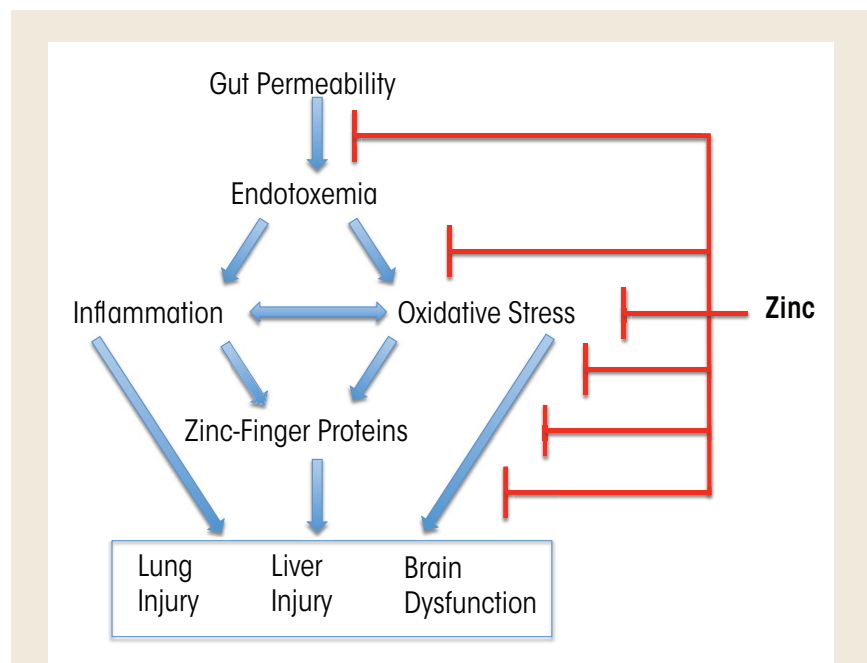 Gut Permeability
Endotoxemia
Inflammation
Oxidative Stress
Zinc
Zinc-Finger Proteins
Lung
Injury
Liver
Injury
Brain
Dysfunction